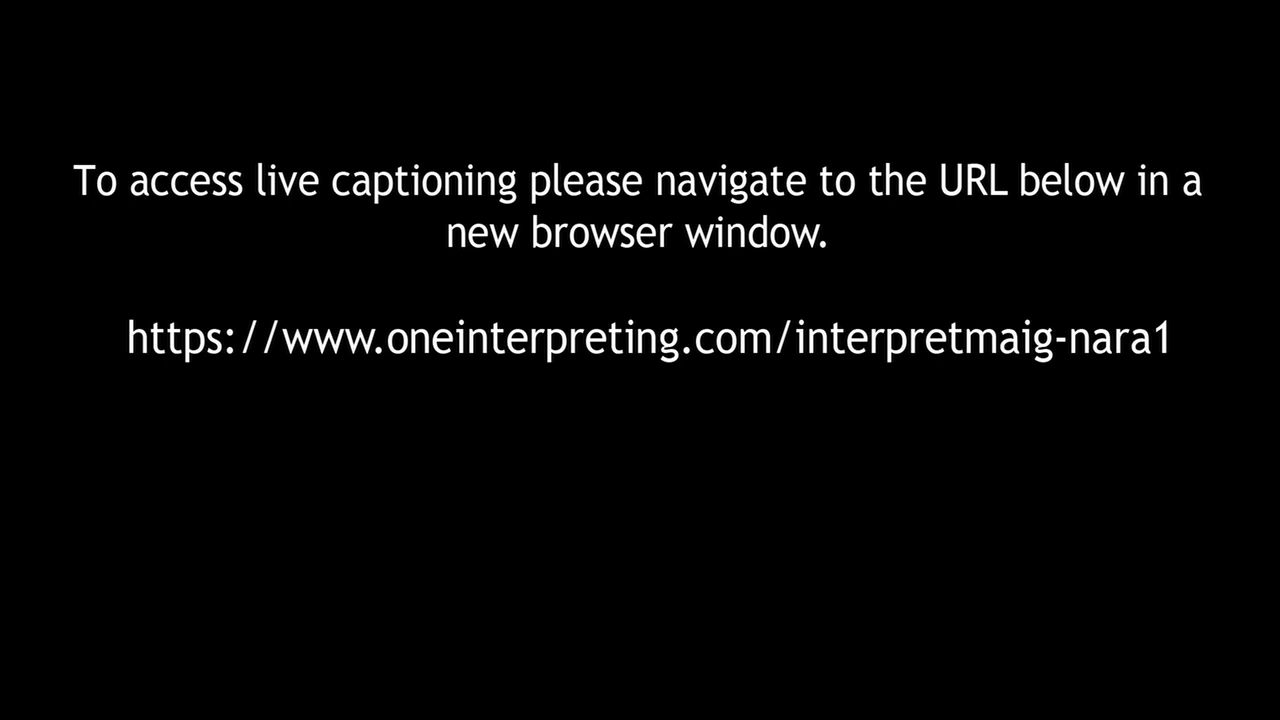 To access live captioning please navigate to the URL below in a
new browser window.
https://www.oneinterpreting.com/interpretmaig-nara1